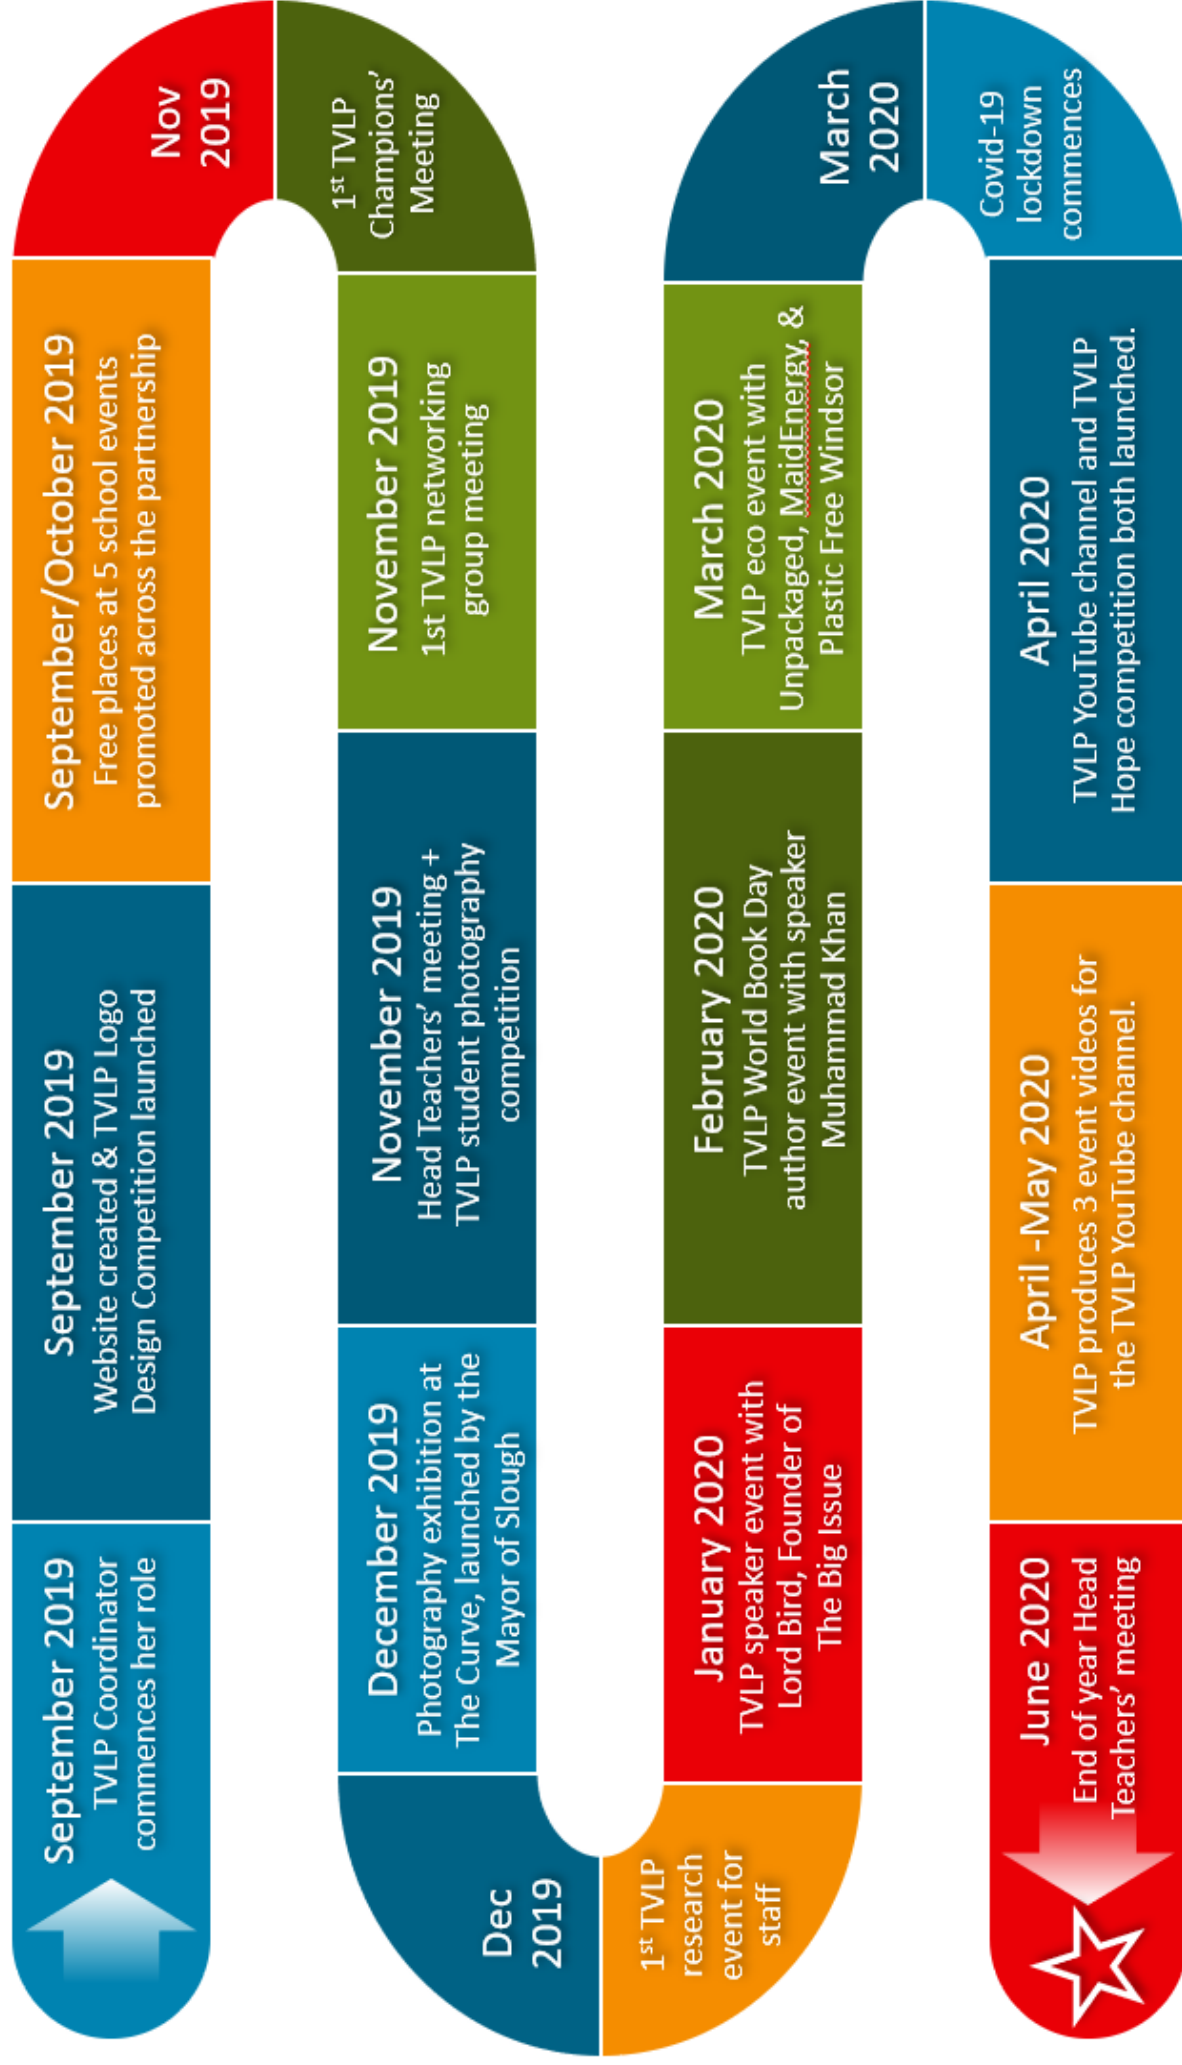 September 2019
TVLP Coordinator
commences her role
September 2019
Website created & TVLP Logo
Design Competition launched
September/October 2019
Free places at 5 school events
promoted across the partnership
Nov
2019
1st TVLP
Champions’
Meeting
November 2019
1st TVLP networking
group meeting
November 2019
Head Teachers’ meeting +
TVLP student photography
competition
December 2019
Photography exhibition at
The Curve, launched by the
Mayor of Slough
Dec
2019
1st TVLP
research
event for
staff
January 2020
TVLP speaker event with
Lord Bird, Founder of
The Big Issue
February 2020
TVLP World Book Day
author event with speaker
Muhammad Khan
March 2020
TVLP eco event with
Unpackaged, MaidEnergy, &
Plastic Free Windsor
March
2020
Covid-19
lockdown
commences
April 2020
TVLP YouTube channel and TVLP
Hope competition both launched.
April -May 2020
TVLP produces 3 event videos for
the TVLP YouTube channel.
June 2020
End of year Head
Teachers’ meeting